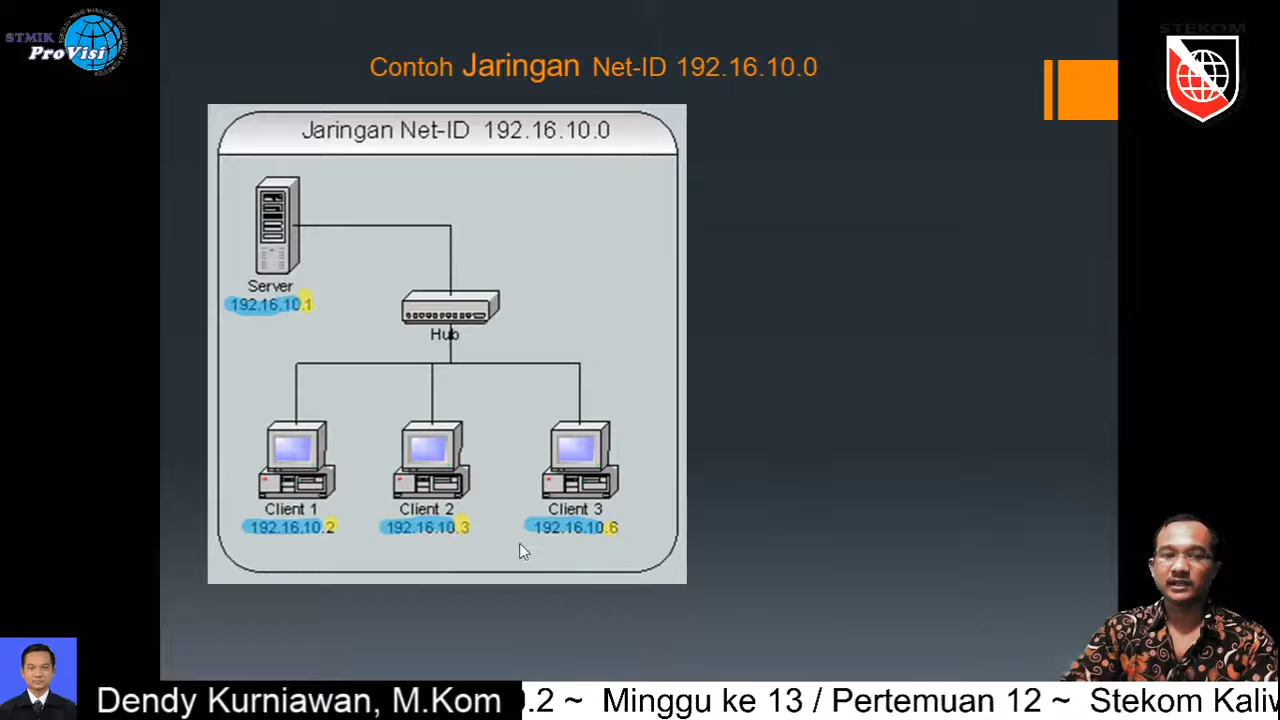 STMIK
ProVisi
STEKOM
Contoh Jaringan Net-ID 192.16.10.0
Jaringan Net-ID 192.16.10.0
Server
192.16.10.1
Hub
Client 1
192.16.10.2
Client 2
192.16.10.3
Client 3
192.16.10.6
Dendy Kurniawan, M.Kom
.2 ~ Minggu ke 13 / Pertemuan 12 ~ Stekom Kaliw